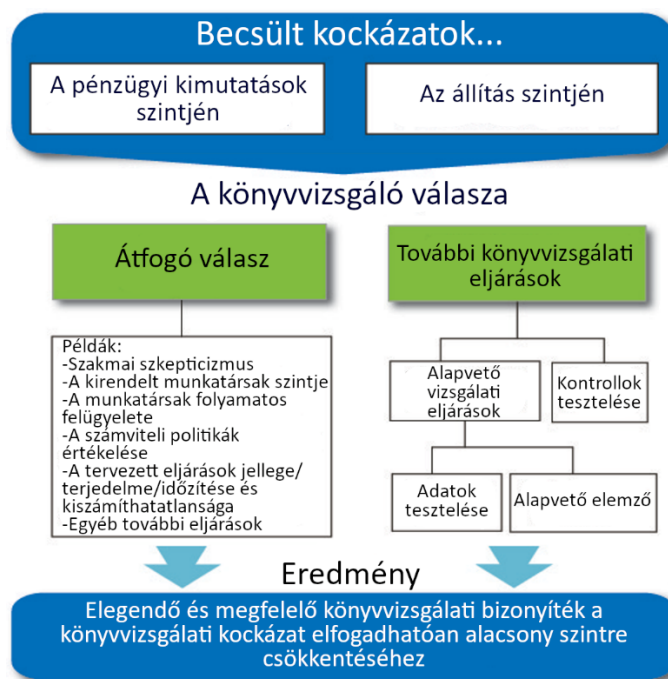 Becsült kockázatok...
A pénzügyi kimutatások
szintjén
Az állítás szintjén
A könyvvizsgáló válasza
Átfogó válasz
További könyvvizsgálati
eljárások
Példák:
-Szakmai szkepticizmus
-A kirendelt munkatársak szintje
-A munkatársak folyamatos
felügyelete
-A számviteli politikák
értékelése
-A tervezett eljárások jellege/
terjedelme/időzítése és
kiszámíthatatlansága
-Egyéb további eljárások
Alapvető
vizsgálati
eljárások
Kontrollok
tesztelése
Adatok
tesztelése
Alapvető elemző
Eredmény
Elegendő és megfelelő könyvvizsgálati bizonyíték a
könyvvizsgálati kockázat elfogadhatóan alacsony szintre
csökkentéséhez